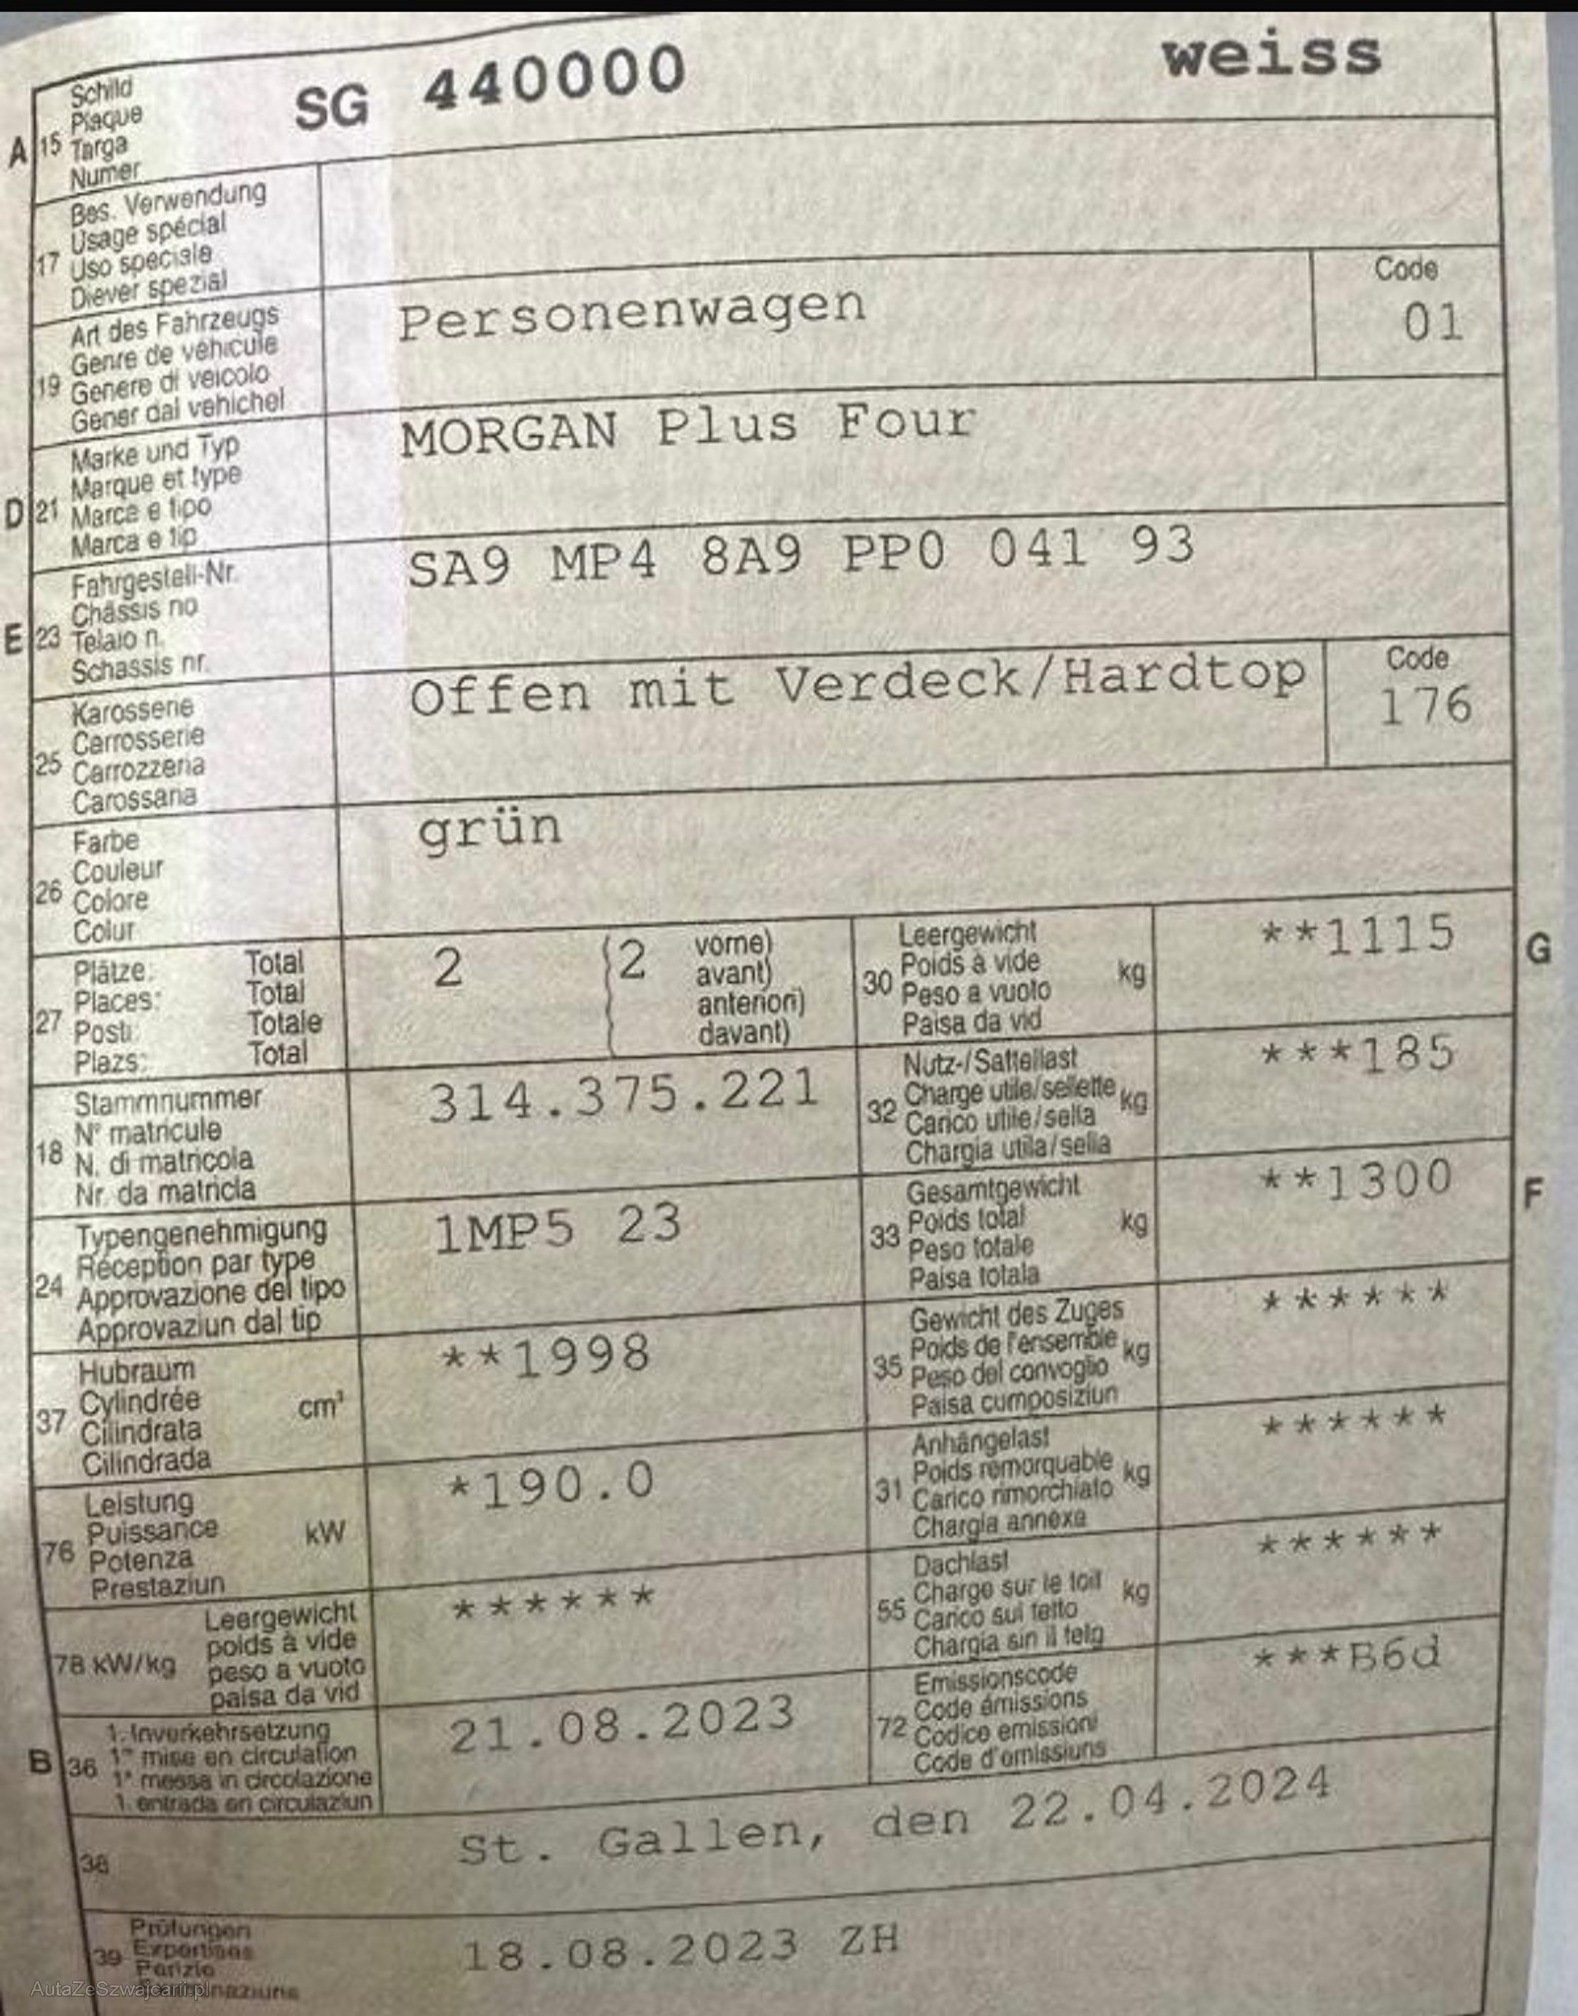 SG 440000 weiss
A 15 Schild
Plaque
Targa
Numer
17 Bes. Verwendung
Usage spécial
Uso speciale
Diever spezial
19 Art des Fahrzeugs
Genre de véhicule
Genere di veicolo
Gener dal vehichel
Personenwagen
Code
01
D 21 Marke und Typ
Marque et type
Marca e tipo
Marca e tip
MORGAN Plus Four
E 23 Fahrgestell-Nr.
Châssis no
Telaio n.
Schassis nr.
SA9 MP4 8A9 PP0 041 93
25 Karosserie
Carrosserie
Carrozzeria
Carossaria
Offen mit Verdeck/Hardtop
Code
176
26 Farbe
Couleur
Colore
Colur
grün
27 Plätze: Total
Places: Total
Posti: Totale
Plazs: Total
2 (2 vorne)
avant)
anteriori)
davant)
30 Leergewicht
Poids à vide kg
Peso a vuoto
Paisa da vid
**1115 G
18 Stammnummer
N° matricule
N. di matricola
Nr. da matricla
314.375.221
32 Nutz-/Sattellast
Charge utile/sellette kg
Carico utile/sella
Chargia utila/sella
***185
24 Typengenehmigung
Réception par type
Approvazione del tipo
Approvaziun dal tip
1MP5 23
33 Gesamtgewicht
Poids total kg
Peso totale
Paisa totala
**1300 F
37 Hubraum
Cylindrée cm³
Cilindrata
Cilindrada
**1998
35 Gewicht des Zuges
Poids de l'ensemble kg
Peso del convoglio
Paisa cumposiziun
******
76 Leistung
Puissance kW
Potenza
Prestaziun
*190.0
31 Anhängelast
Poids remorquable kg
Carico rimorchiato
Chargia annexa
******
78 kW/kg Leergewicht
poids à vide
peso a vuoto
paisa da vid
******
55 Dachlast
Charge sur le toit kg
Carico sul tetto
Chargia sin il tetg
******
B 36 1. Inverkehrsetzung
1re mise en circulation
1a messa in circolazione
1. entrada en circulaziun
21.08.2023
72 Emissionscode
Code émissions
Codice emissioni
Code d'emissiuns
***B6d
38 St. Gallen, den 22.04.2024
39 Prüfungen
Expertises
Perizie
18.08.2023 ZH
AutaZeSzwajcarii.pl